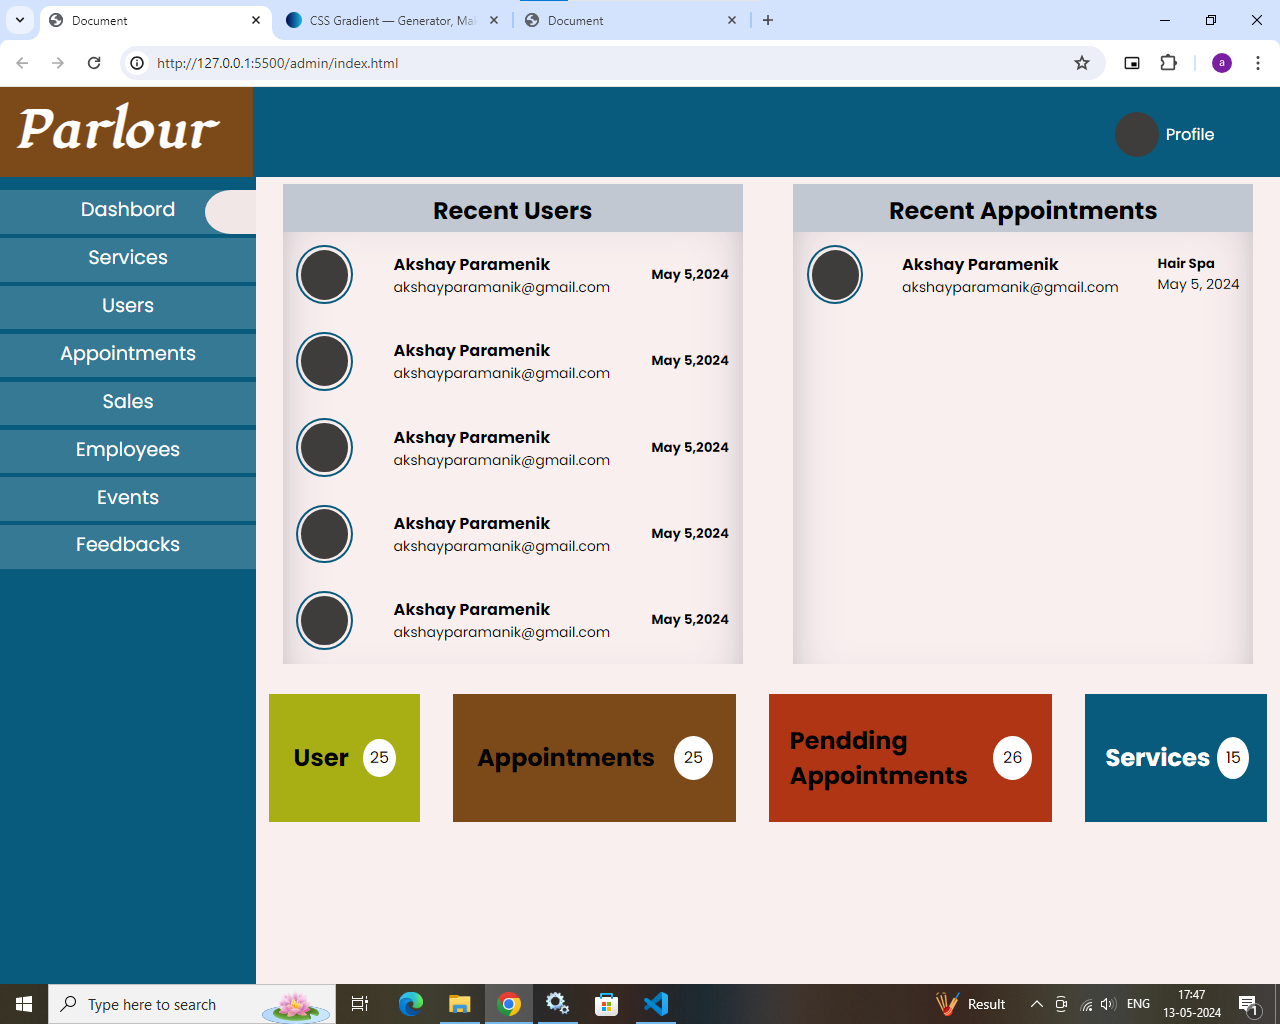 Document
CSS Gradient — Generator, Mak
Document
http://127.0.0.1:5500/admin/index.html
a
Parlour
Profile
Dashbord
Services
Users
Appointments
Sales
Employees
Events
Feedbacks
Recent Users
Akshay Paramenik
akshayparamanik@gmail.com
May 5,2024
Akshay Paramenik
akshayparamanik@gmail.com
May 5,2024
Akshay Paramenik
akshayparamanik@gmail.com
May 5,2024
Akshay Paramenik
akshayparamanik@gmail.com
May 5,2024
Akshay Paramenik
akshayparamanik@gmail.com
May 5,2024
Recent Appointments
Akshay Paramenik
akshayparamanik@gmail.com
Hair Spa
May 5, 2024
User 25
Appointments 25
Pendding
Appointments
26
Services 15
Type here to search
Result
ENG
17:47
13-05-2024
1